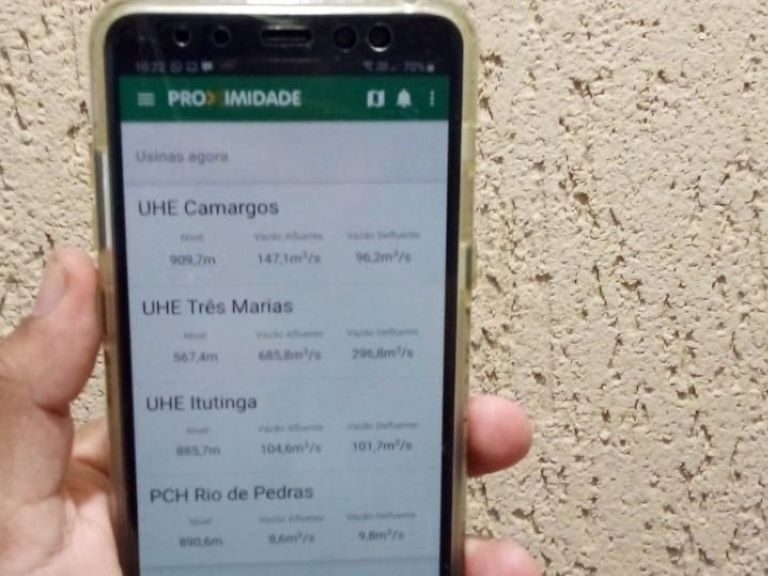 10:22 70%
PROXIMIDADE
Usinas agora
UHE Camargos
Nível Vazão Afluente Vazão Defluente
909,7m 147,1m³/s 96,2m³/s
UHE Três Marias
Nível Vazão Afluente Vazão Defluente
567,4m 685,8m³/s 296,8m³/s
UHE Itutinga
Nível Vazão Afluente Vazão Defluente
885,7m 104,6m³/s 101,7m³/s
PCH Rio de Pedras
Nível Vazão Afluente Vazão Defluente
890,6m 8,6m³/s 9,8m³/s